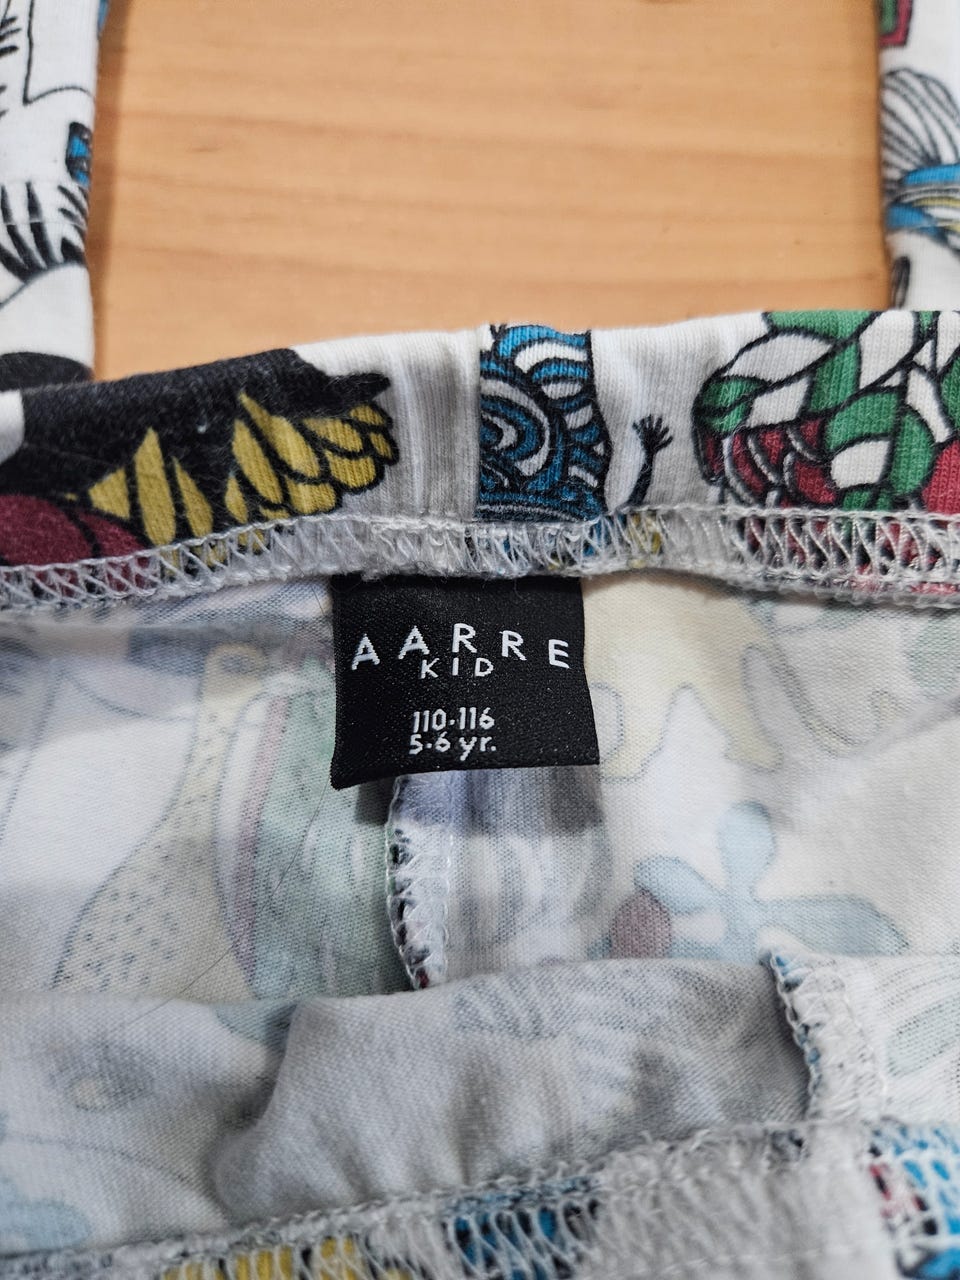 AARRE
KID
110-116
5-6 yr.